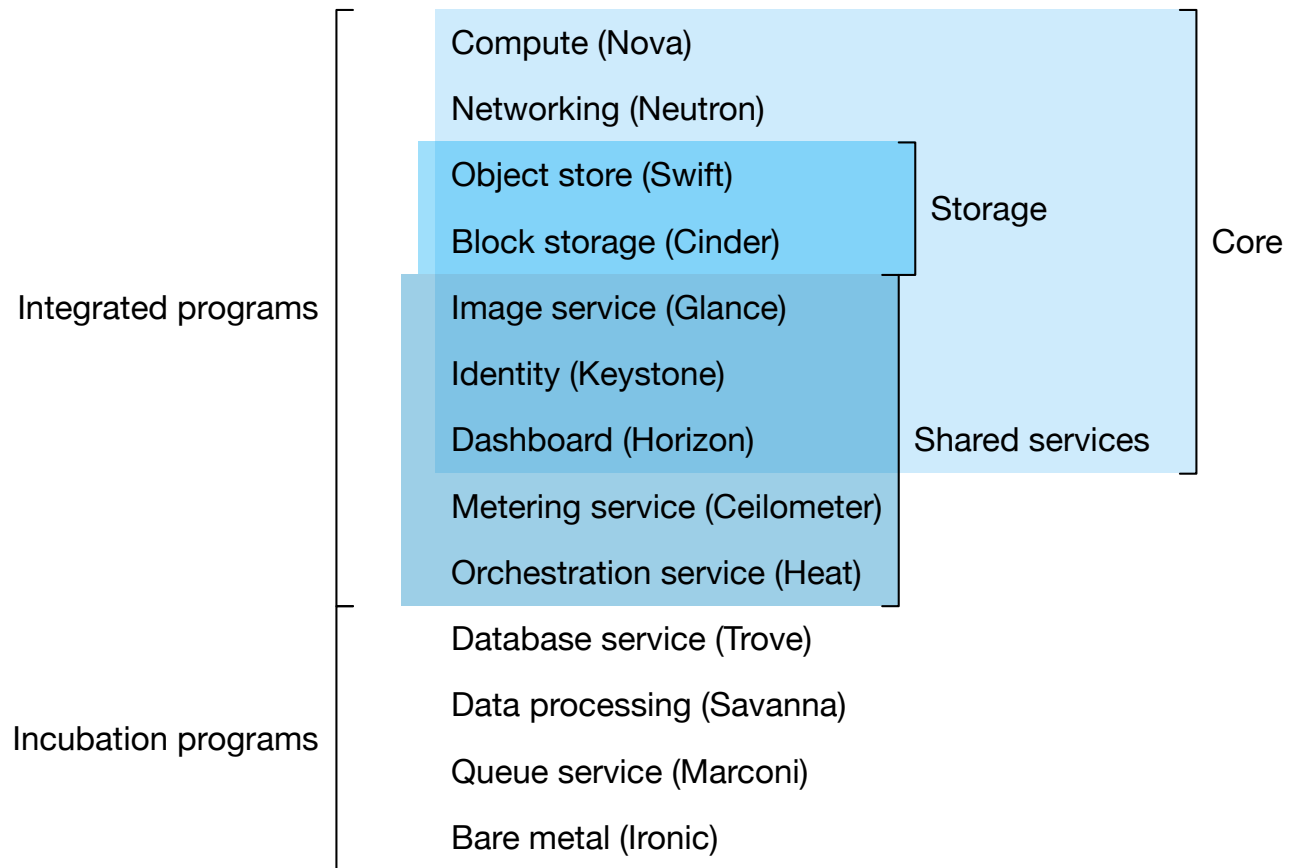 Compute (Nova)
Networking (Neutron)
Object store (Swift)
Storage
Block storage (Cinder)
Core
Integrated programs
Image service (Glance)
Identity (Keystone)
Dashboard (Horizon)
Shared services
Metering service (Ceilometer)
Orchestration service (Heat)
Database service (Trove)
Data processing (Savanna)
Incubation programs
Queue service (Marconi)
Bare metal (Ironic)